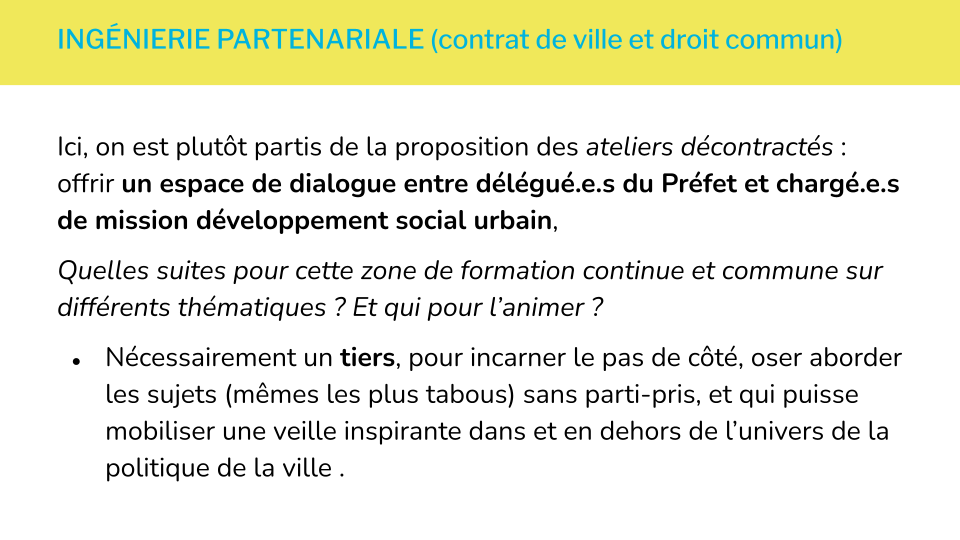 INGÉNIERIE PARTENARIALE (contrat de ville et droit commun)
Ici, on est plutôt partis de la proposition des ateliers décontractés :
offrir un espace de dialogue entre délégué.e.s du Préfet et chargé.e.s
de mission développement social urbain,
Quelles suites pour cette zone de formation continue et commune sur
différents thématiques ? Et qui pour l’animer ?
• Nécessairement un tiers, pour incarner le pas de côté, oser aborder
les sujets (mêmes les plus tabous) sans parti-pris, et qui puisse
mobiliser une veille inspirante dans et en dehors de l’univers de la
politique de la ville .